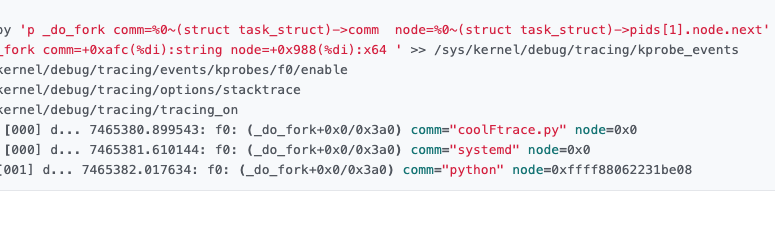 py 'p _do_fork comm=%0~(struct task_struct)->comm  node=%0~(struct task_struct)->pids[1].node.next'
_fork comm=+0xafc(%di):string node=+0x988(%di):x64 ' >> /sys/kernel/debug/tracing/kprobe_events
kernel/debug/tracing/events/kprobes/f0/enable
kernel/debug/tracing/options/stacktrace
kernel/debug/tracing/tracing_on
[000] d... 7465380.899543: f0: (_do_fork+0x0/0x3a0) comm="coolFtrace.py" node=0x0
[000] d... 7465381.610144: f0: (_do_fork+0x0/0x3a0) comm="systemd" node=0x0
[001] d... 7465382.017634: f0: (_do_fork+0x0/0x3a0) comm="python" node=0xffff88062231be08